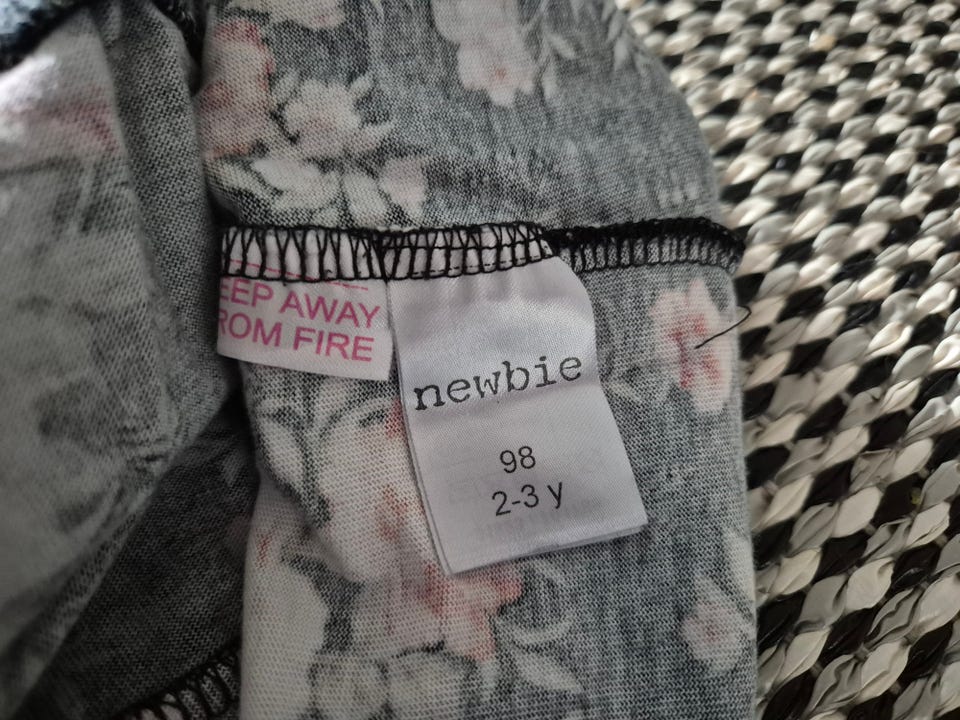 EEP AWAY
ROM FIRE
newbie
98
2-3 y